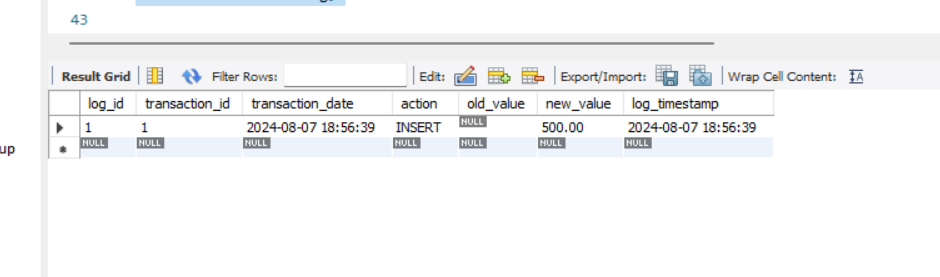 43
Result Grid Filter Rows: Edit: Export/Import: Wrap Cell Content: IA
log_id transaction_id transaction_date action old_value new_value log_timestamp
1 1 2024-08-07 18:56:39 INSERT NULL 500.00 2024-08-07 18:56:39
up
NULL NULL NULL NULL NULL NULL NULL